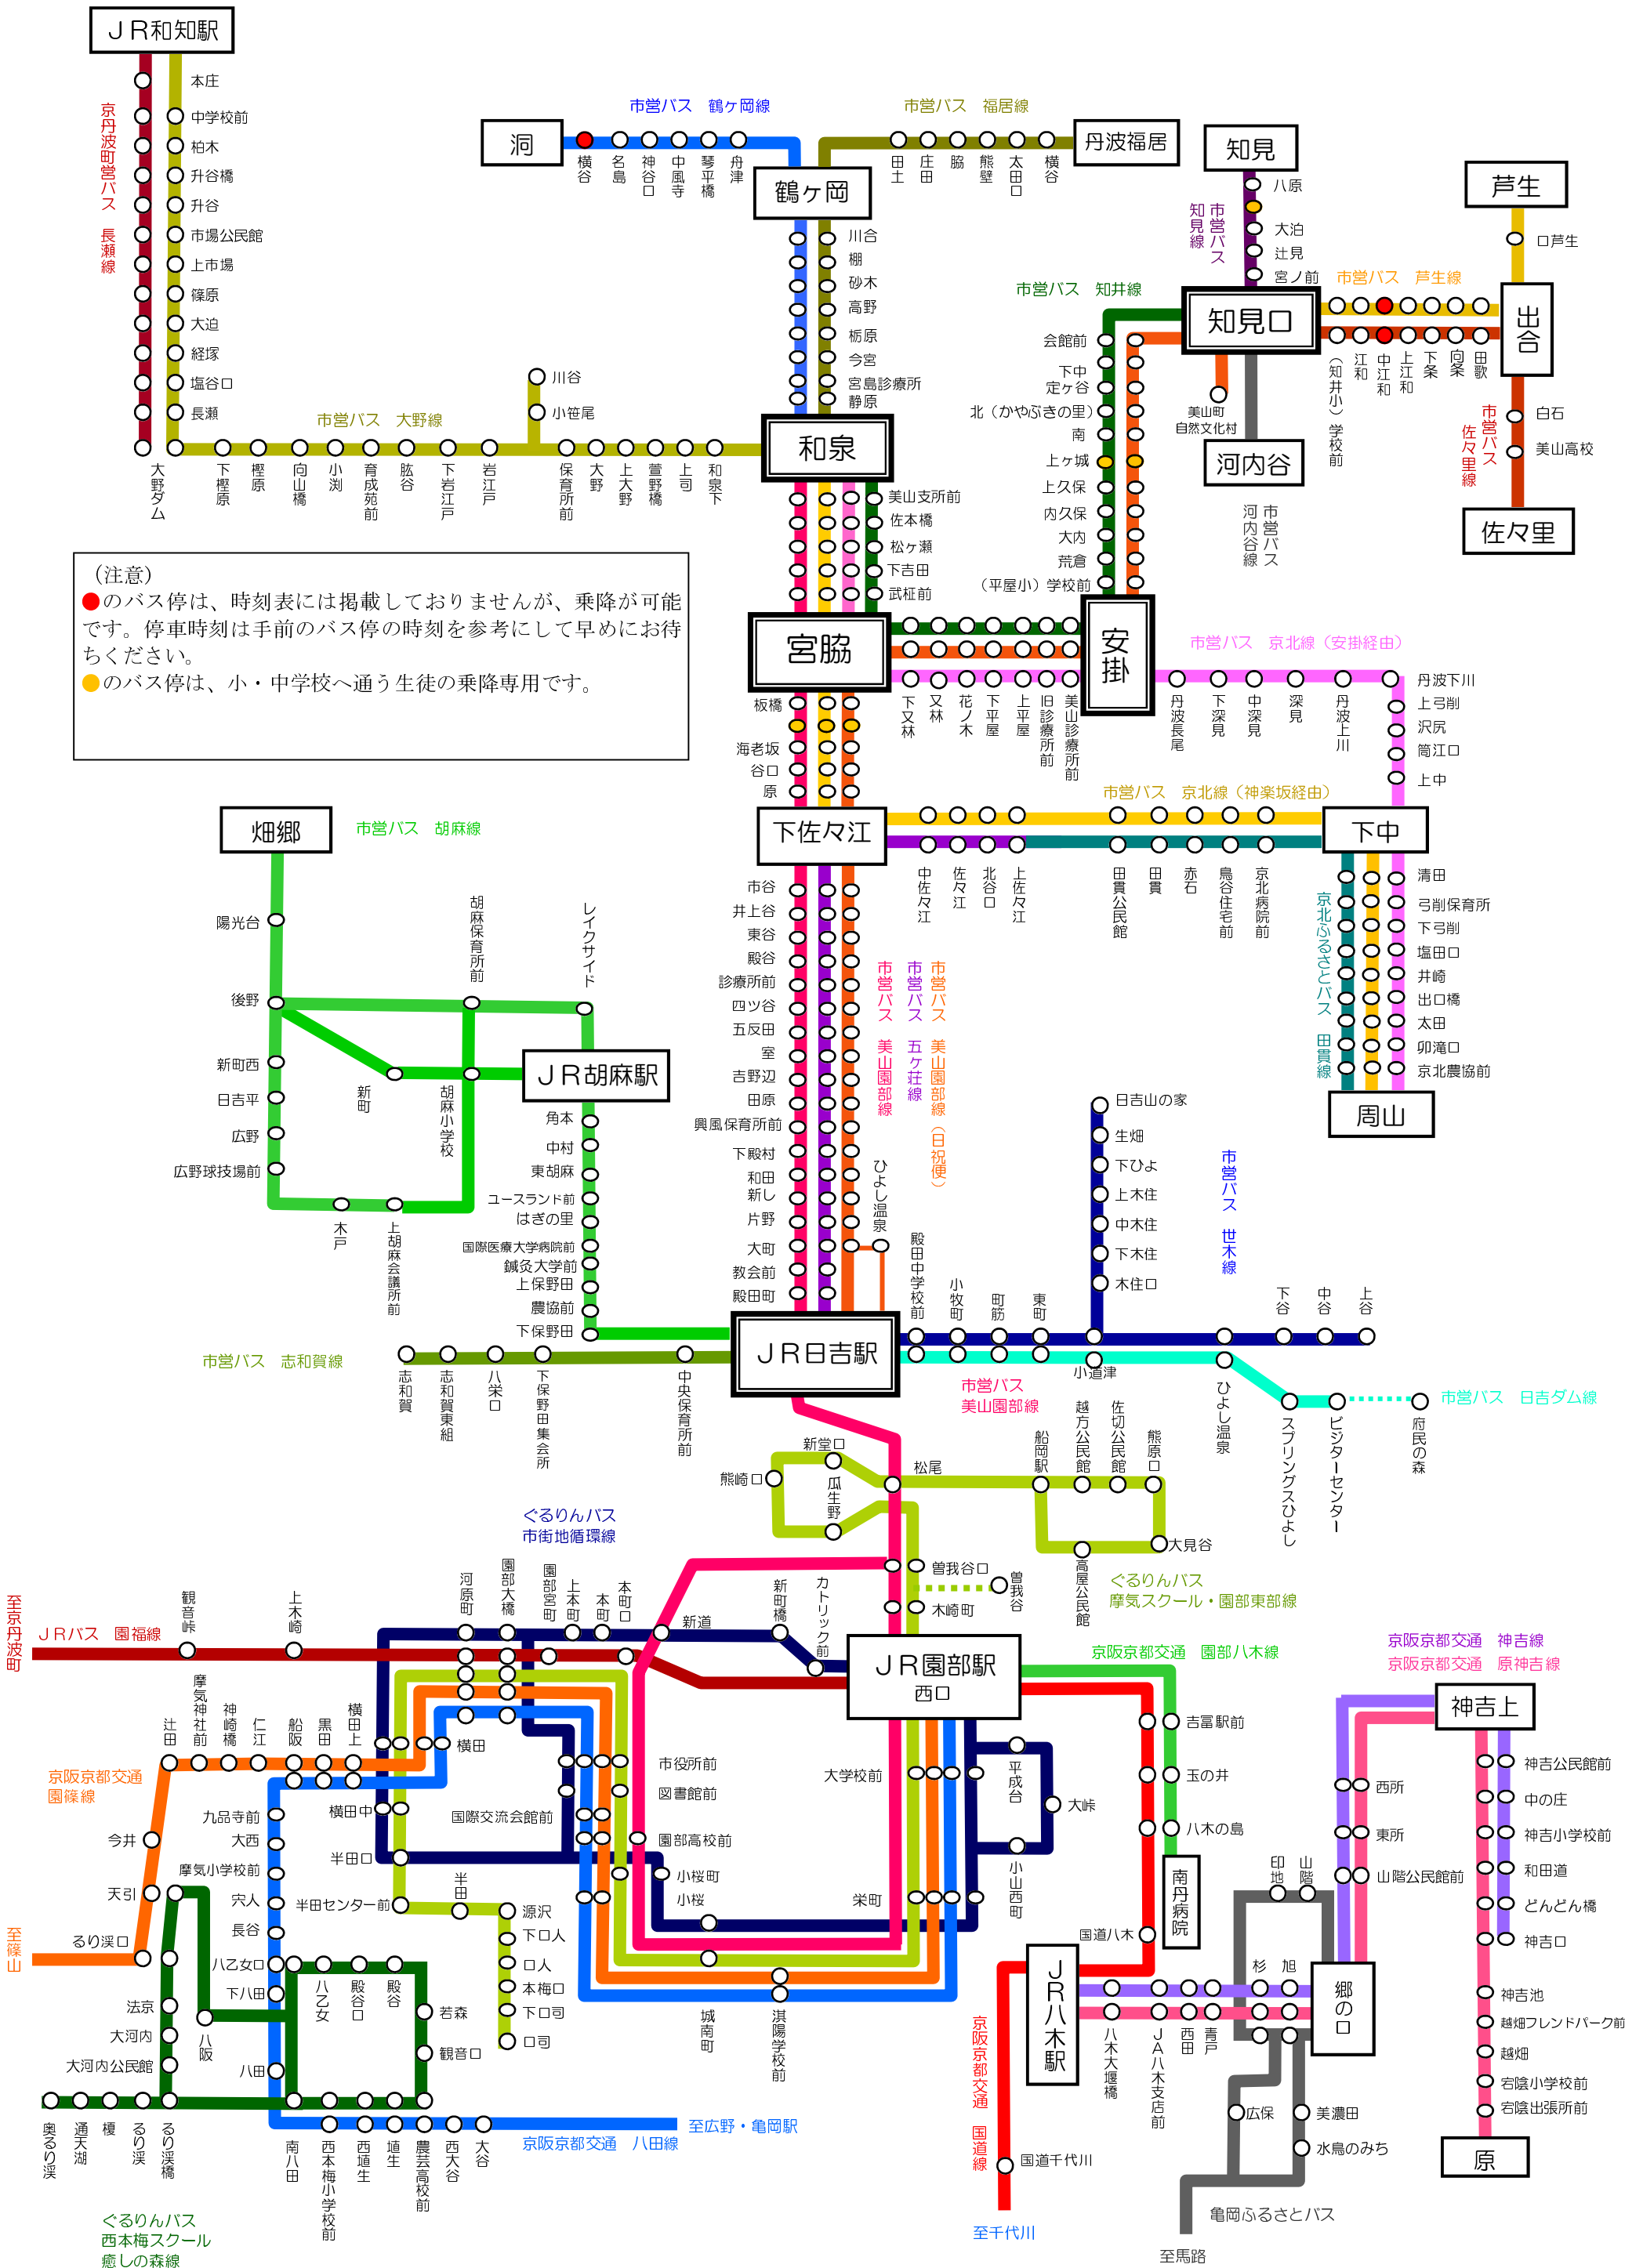 ＪＲ和知駅
本庄
中学校前
柏木
升谷橋
升谷
市場公民館
上市場
篠原
大迫
経塚
塩谷口
長瀬
京丹波町営バス　長瀬線
大野ダム
市営バス　大野線
下樫原
樫原
向山橋
小渕
育成苑前
肱谷
下岩江戸
岩江戸
川谷
小笹尾
保育所前
大野
上大野
萱野橋
上司
和泉下
市営バス　鶴ヶ岡線
洞
横谷
名島
神谷口
中風寺
琴平橋
舟津
市営バス　福居線
田土
庄田
脇
熊壁
太田口
横谷
丹波福居
鶴ヶ岡
川合
棚
砂木
高野
栃原
今宮
宮島診療所
静原
和泉
美山支所前
佐本橋
松ヶ瀬
下吉田
武柾前
宮脇
知見
八原
大泊
辻見
宮ノ前
市営バス
知見線
市営バス　芦生線
芦生
口芦生
出合
知見口
市営バス　知井線
会館前
下中
定ヶ谷
北（かやぶきの里）
南
上ヶ城
上久保
内久保
大内
荒倉
（平屋小）学校前
美山町
自然文化村
河内谷
市営バス
河内谷線
（知井小）学校前
江和
中江和
上江和
下条
向条
田歌
市営バス
佐々里線
白石
美山高校
佐々里
（注意）
●のバス停は、時刻表には掲載しておりませんが、乗降が可能
です。停車時刻は手前のバス停の時刻を参考にして早めにお待
ちください。
●のバス停は、小・中学校へ通う生徒の乗降専用です。
安掛
下又林
又林
花ノ木
下平屋
上平屋
旧診療所前
美山診療所前
市営バス　京北線（安掛経由）
丹波長尾
下深見
中深見
深見
丹波上川
丹波下川
上弓削
沢尻
筒江口
上中
板橋
海老坂
谷口
原
下佐々江
市営バス　京北線（神楽坂経由）
中佐々江
佐々江
北谷口
上佐々江
田貫公民館
田貫
赤石
鳥谷住宅前
京北病院前
下中
清田
弓削保育所
下弓削
塩田口
井崎
出口橋
太田
卯滝口
京北農協前
京北ふるさとバス　田貫線
周山
畑郷
市営バス　胡麻線
陽光台
後野
新町西
日吉平
広野
広野球技場前
木戸
上胡麻会議所前
新町
胡麻小学校
胡麻保育所前
レイクサイド
ＪＲ胡麻駅
角本
中村
東胡麻
ユースランド前
はぎの里
国際医療大学病院前
鍼灸大学前
上保野田
農協前
下保野田
市谷
井上谷
東谷
殿谷
診療所前
四ツ谷
五反田
室
吉野辺
田原
興風保育所前
下殿村
和田
新し
片野
大町
教会前
殿田町
市営バス　美山園部線
市営バス　五ヶ荘線
市営バス　美山園部線（日祝便）
ひよし温泉
日吉山の家
生畑
下ひよ
上木住
中木住
下木住
木住口
市営バス　世木線
ＪＲ日吉駅
殿田中学校前
小牧町
町筋
東町
小道津
下谷
中谷
上谷
市営バス　志和賀線
志和賀
志和賀東組
八栄口
下保野田集会所
中央保育所前
市営バス
美山園部線
ひよし温泉
スプリングスひよし
ビジターセンター
府民の森
市営バス　日吉ダム線
新堂口
熊崎口
瓜生野
松尾
船岡駅
越方公民館
佐切公民館
熊原口
大見谷
高屋公民館
曽我谷口
曽我谷
木崎町
ぐるりんバス
摩気スクール・園部東部線
ぐるりんバス
市街地循環線
至京丹波町
ＪＲバス　園福線
観音峠
上木崎
河原町
園部大橋
園部宮町
上本町
本町
本町口
新道
新町橋
カトリック前
ＪＲ園部駅
西口
京阪京都交通　園部八木線
吉富駅前
玉の井
八木の島
南丹病院
国道八木
京阪京都交通　神吉線
京阪京都交通　原神吉線
神吉上
神吉公民館前
中の庄
神吉小学校前
和田道
どんどん橋
神吉口
神吉池
越畑フレンドパーク前
越畑
宕陰小学校前
宕陰出張所前
原
西所
東所
山階公民館前
印地
山階
杉
旭
郷の口
ＪＲ八木駅
八木大堰橋
ＪＡ八木支店前
西田
青戸
広保
美濃田
水鳥のみち
亀岡ふるさとバス
至馬路
京阪京都交通　国道線
国道千代川
至千代川
辻田
摩気神社前
神崎橋
仁江
船阪
黒田
横田上
横田
京阪京都交通
園篠線
今井
天引
るり渓口
至篠山
九品寺前
大西
摩気小学校前
宍人
長谷
八乙女口
下八田
八田
横田中
半田口
半田センター前
半田
源沢
下口人
口人
本梅口
下口司
口司
国際交流会館前
市役所前
図書館前
園部高校前
小桜町
小桜
城南町
淇陽学校前
大学校前
栄町
平成台
大峠
小山西町
法京
大河内
大河内公民館
八阪
八乙女
殿谷口
殿谷
若森
観音口
奥るり渓
通天湖
榎
るり渓
るり渓橋
南八田
西本梅小学校前
西埴生
埴生
農芸高校前
西大谷
大谷
京阪京都交通　八田線
至広野・亀岡駅
ぐるりんバス
西本梅スクール
癒しの森線